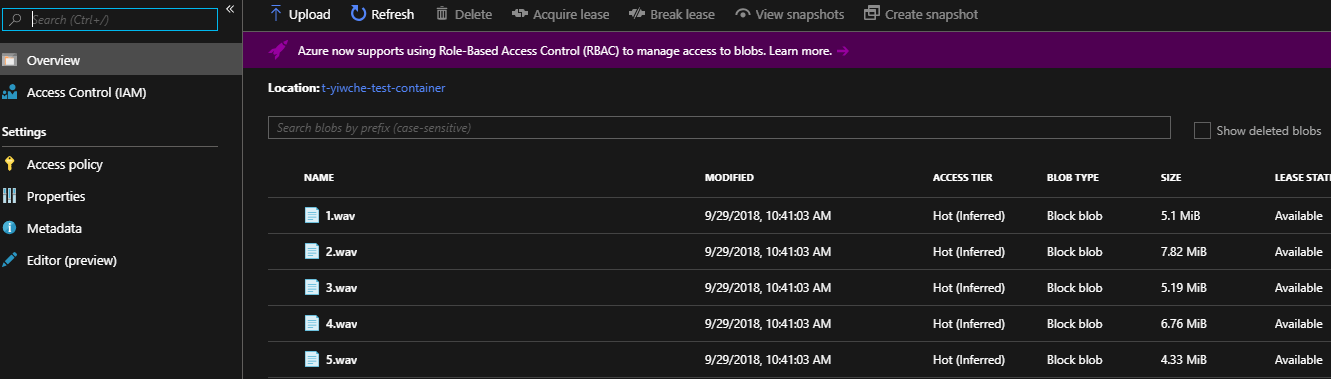 Search (Ctrl+/)
«
Overview
Access Control (IAM)
Settings
Access policy
Properties
Metadata
Editor (preview)
Upload Refresh Delete Acquire lease Break lease View snapshots Create snapshot
Azure now supports using Role-Based Access Control (RBAC) to manage access to blobs. Learn more. →
Location: t-yiwche-test-container
Search blobs by prefix (case-sensitive) Show deleted blobs
NAME MODIFIED ACCESS TIER BLOB TYPE SIZE LEASE STATE
1.wav 9/29/2018, 10:41:03 AM Hot (Inferred) Block blob 5.1 MiB Available
2.wav 9/29/2018, 10:41:03 AM Hot (Inferred) Block blob 7.82 MiB Available
3.wav 9/29/2018, 10:41:03 AM Hot (Inferred) Block blob 5.19 MiB Available
4.wav 9/29/2018, 10:41:03 AM Hot (Inferred) Block blob 6.76 MiB Available
5.wav 9/29/2018, 10:41:03 AM Hot (Inferred) Block blob 4.33 MiB Available